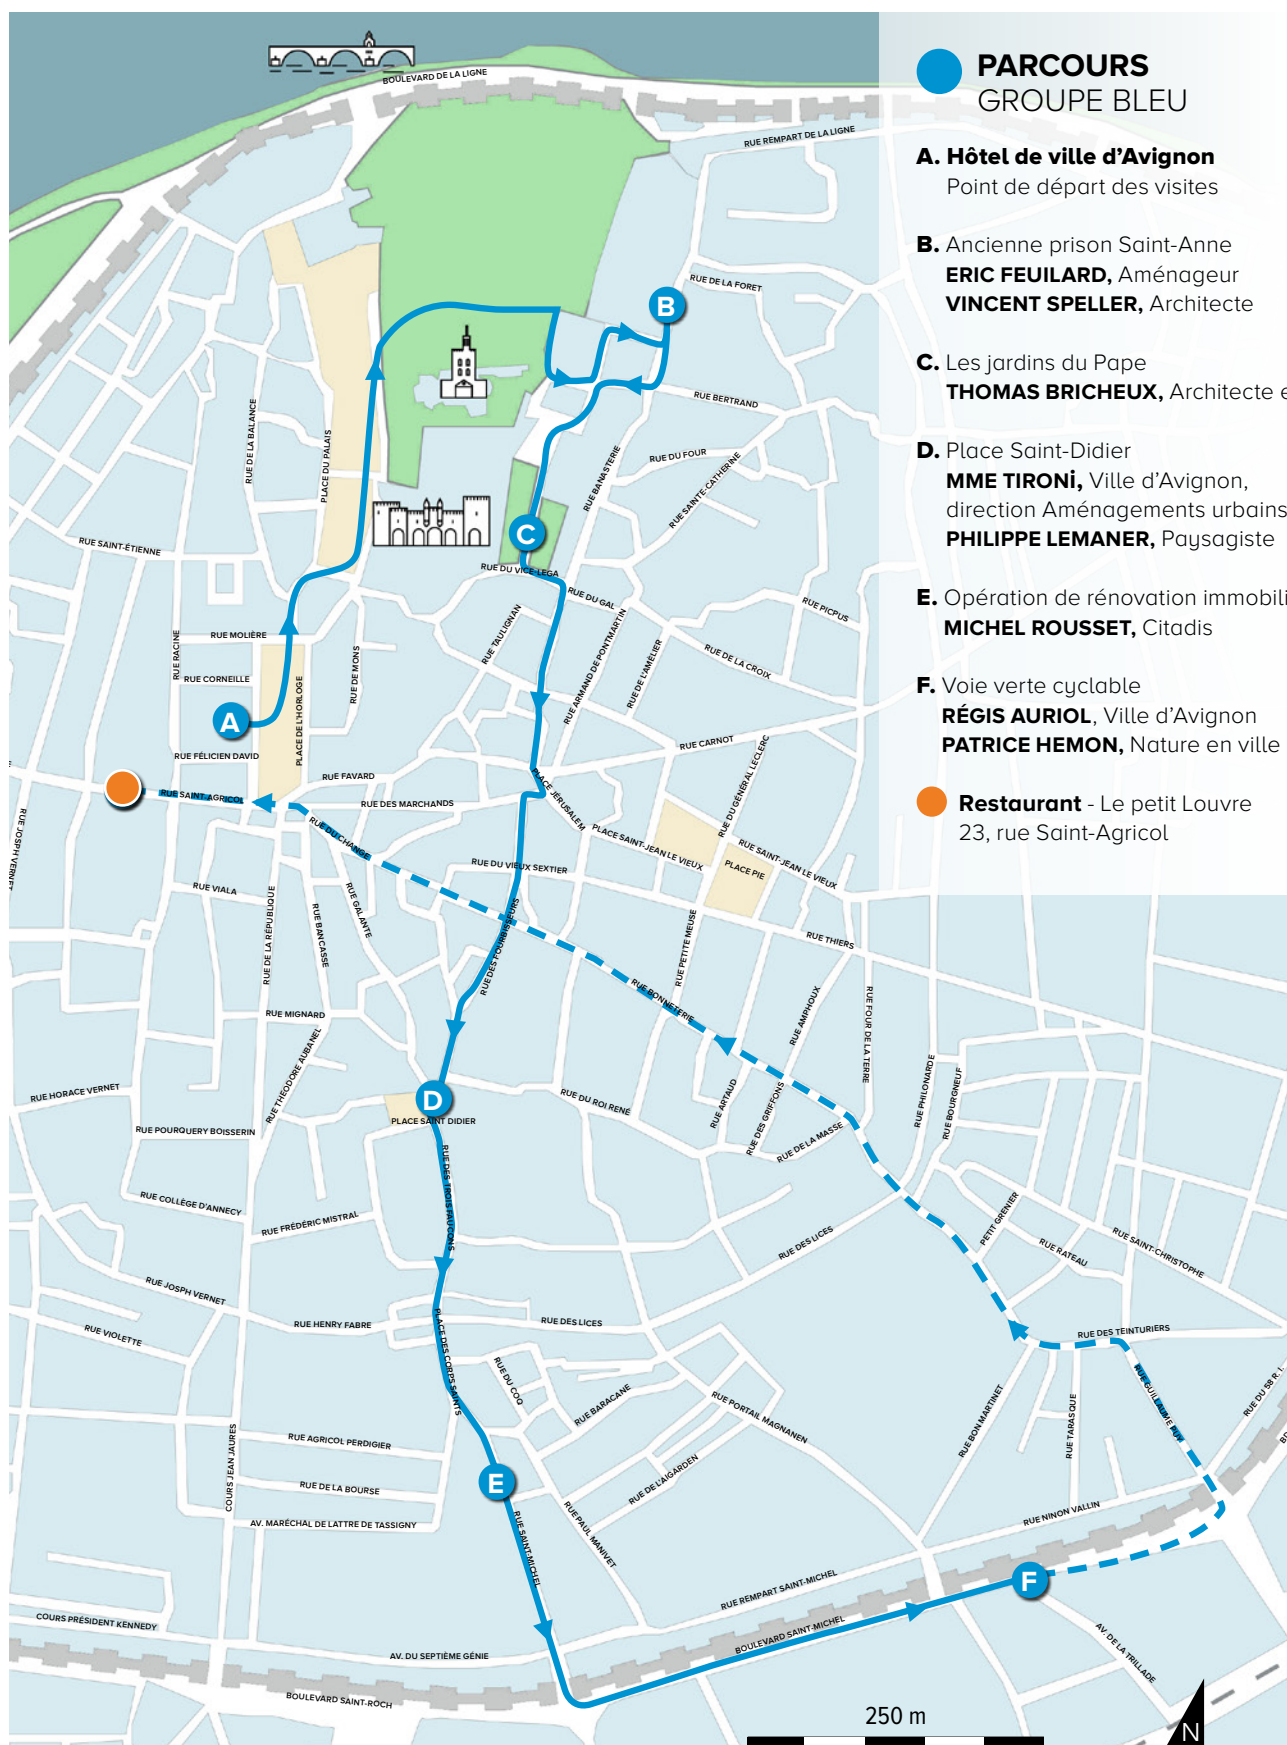 PARCOURS
GROUPE BLEU
A. Hôtel de ville d’Avignon
Point de départ des visites
B. Ancienne prison Saint-Anne
ERIC FEUILARD, Aménageur
VINCENT SPELLER, Architecte
C. Les jardins du Pape
THOMAS BRICHEUX, Architecte e
D. Place Saint-Didier
MME TIRONi, Ville d’Avignon,
direction Aménagements urbains
PHILIPPE LEMANER, Paysagiste
E. Opération de rénovation immobili
MICHEL ROUSSET, Citadis
F. Voie verte cyclable
RÉGIS AURIOL, Ville d’Avignon
PATRICE HEMON, Nature en ville
Restaurant - Le petit Louvre
23, rue Saint-Agricol
BOULEVARD DE LA LIGNE
RUE REMPART DE LA LIGNE
RUE DE LA FORET
B
RUE BERTRAND
RUE DE LA BALANCE
PLACE DU PALAIS
RUE BANASTERIE
RUE DU FOUR
RUE SAINTE-CATHERINE
C
RUE SAINT-ÉTIENNE
RUE DU VICE-LEGA
RUE DU GAL
RUE PICPUS
RUE TAULIGNAN
RUE ARMAND DE PONTMARTIN
RUE DE L'AMELIER
RUE DE LA CROIX
RUE RACINE
RUE MOLIÈRE
RUE CORNEILLE
RUE DE MONS
A
PLACE DE L'HORLOGE
RUE FÉLICIEN DAVID
RUE CARNOT
RUE DU GÉNÉRAL LECLERC
RUE FAVARD
PLACE JÉRUSALEM
RUE SAINT AGRICOL
RUE DES MARCHANDS
RUE JOSPH VERNET
RUE DU CHANGE
PLACE SAINT-JEAN LE VIEUX
RUE SAINT-JEAN LE VIEUX
PLACE PIE
RUE DU VIEUX SEXTIER
RUE VIALA
RUE GALANTE
RUE DE LA RÉPUBLIQUE
RUE BANCASSE
RUE DES FOURBISSEURS
RUE PETITE MEUSE
RUE THIERS
RUE BONNETERIE
RUE AMPHOUX
RUE FOUR DE LA TERRE
RUE MIGNARD
RUE THÉODORE AUBANEL
RUE HORACE VERNET
D
PLACE SAINT DIDIER
RUE DU ROI RENÉ
RUE ARTAUD
RUE DES GRIFFONS
RUE DE LA MASSE
RUE PHILONARDE
RUE BOURGNEUF
RUE POURQUERY BOISSERIN
RUE DES TROIS FAUCONS
RUE COLLÈGE D'ANNECY
RUE FRÉDÉRIC MISTRAL
RUE DES LICES
PETIT GRENIER
RUE RATEAU
RUE SAINT-CHRISTOPHE
RUE JOSPH VERNET
RUE VIOLETTE
RUE HENRY FABRE
RUE DES LICES
RUE DES TEINTURIERS
PLACE DES CORPS SAINTS
RUE DU COQ
RUE BARACANE
RUE PORTAIL MAGNANEN
RUE BON MARTINET
RUE TARASQUE
RUE GUILLAUME PUY
RUE DU 58 R. I.
BO
RUE AGRICOL PERDIGIER
COURS JEAN JAURES
RUE DE LA BOURSE
AV. MARÉCHAL DE LATTRE DE TASSIGNY
E
RUE DE L'AIGARDEN
RUE PAUL MANIVET
RUE SAINT-MICHEL
RUE NINON VALLIN
RUE REMPART SAINT-MICHEL
F
BOULEVARD SAINT-MICHEL
AV. DE LA TRILLADE
COURS PRÉSIDENT KENNEDY
AV. DU SEPTIÈME GÉNIE
BOULEVARD SAINT-ROCH
250 m
N